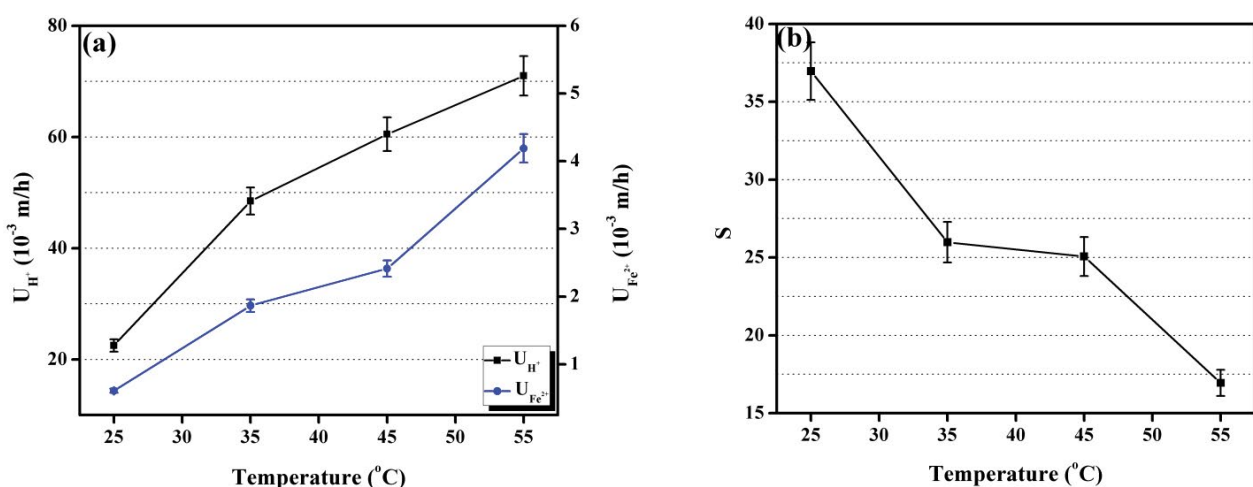 (a)
80
60
40
20
U_H⁺ (10⁻³ m/h)
6
5
4
3
2
1
U_Fe²⁺ (10⁻³ m/h)
U_H⁺
U_Fe²⁺
25 30 35 40 45 50 55
Temperature (°C)
(b)
40
35
30
25
20
15
S
25 30 35 40 45 50 55
Temperature (°C)